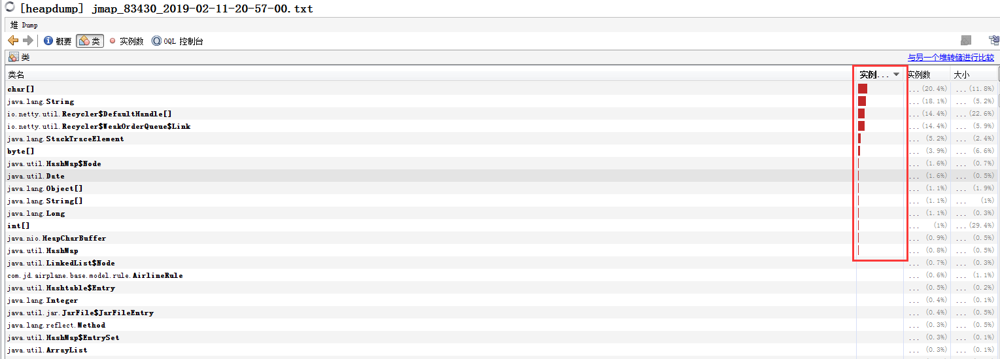 [heapdump] jmap_83430_2019-02-11-20-57-00.txt
堆 Dump
概要 类 实例数 OQL 控制台
类 与另一个堆转储进行比较
类名 实例... 实例数 大小
char[] ... (20.4%) ... (11.8%)
java.lang.String ... (18.1%) ... (5.2%)
io.netty.util.Recycler$DefaultHandle[] ... (14.4%) ... (22.6%)
io.netty.util.Recycler$WeakOrderQueue$Link ... (14.4%) ... (5.9%)
java.lang.StackTraceElement ... (5.2%) ... (2.4%)
byte[] ... (3.9%) ... (6.6%)
java.util.HashMap$Node ... (1.6%) ... (0.7%)
java.util.Date ... (1.6%) ... (0.5%)
java.lang.Object[] ... (1.1%) ... (1.9%)
java.lang.String[] ... (1.1%) ... (1%)
java.lang.Long ... (1.1%) ... (0.3%)
int[] ... (1%) ... (29.4%)
java.nio.HeapCharBuffer ... (0.9%) ... (0.5%)
java.util.HashMap ... (0.8%) ... (0.5%)
java.util.LinkedList$Node ... (0.7%) ... (0.3%)
com.jd.airplane.base.model.rule.AirlineRule ... (0.6%) ... (1.1%)
java.util.Hashtable$Entry ... (0.5%) ... (0.2%)
java.lang.Integer ... (0.4%) ... (0.1%)
java.util.jar.JarFile$JarFileEntry ... (0.4%) ... (0.5%)
java.lang.reflect.Method ... (0.3%) ... (0.5%)
java.util.HashMap$EntrySet ... (0.3%) ... (0.1%)
java.util.ArrayList ... (0.3%) ... (0.1%)